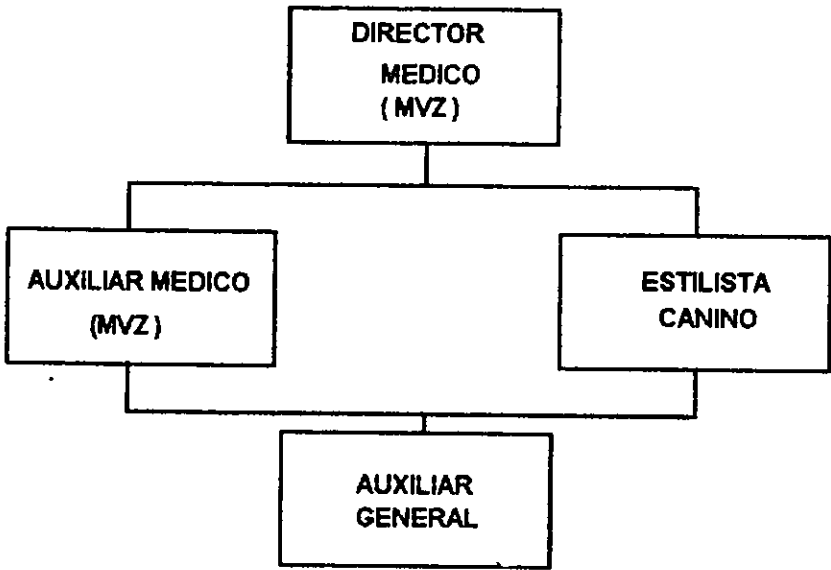 DIRECTOR
MEDICO
( MVZ )
AUXILIAR MEDICO
(MVZ )
ESTILISTA
CANINO
AUXILIAR
GENERAL